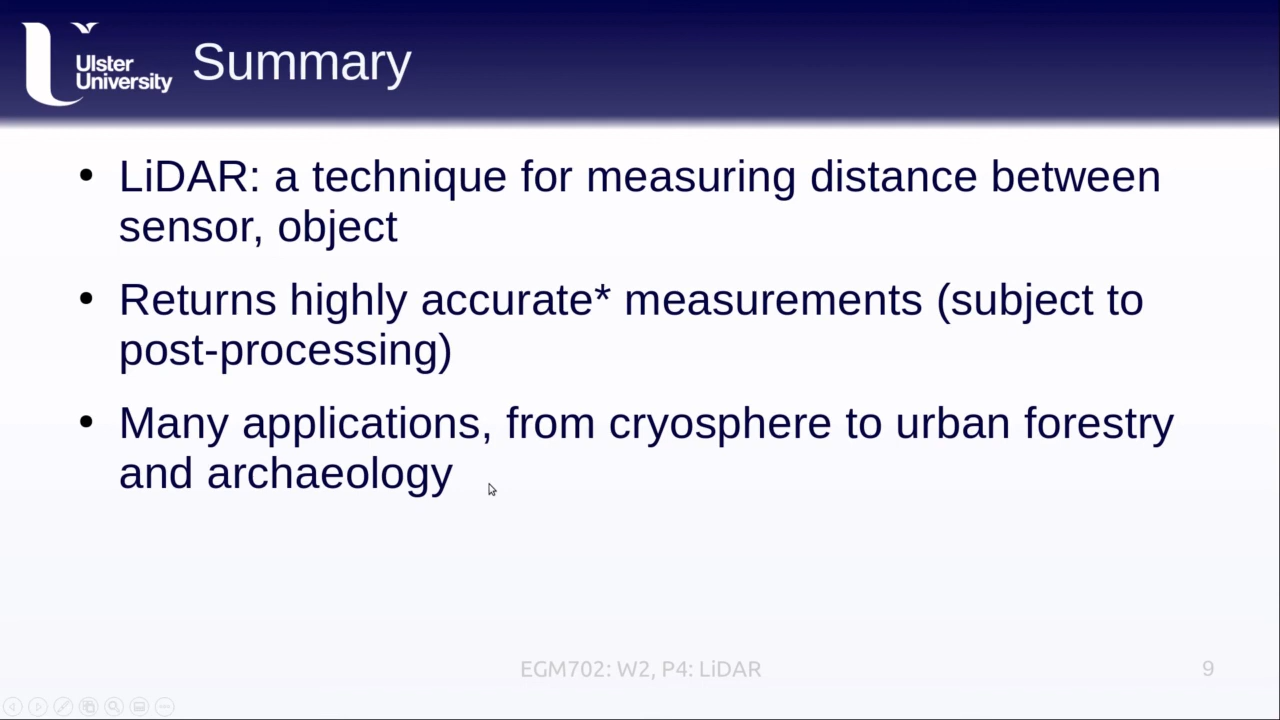 Ulster
University
Summary
• LiDAR: a technique for measuring distance between
sensor, object
• Returns highly accurate* measurements (subject to
post-processing)
• Many applications, from cryosphere to urban forestry
and archaeology
EGM702: W2, P4: LiDAR
9